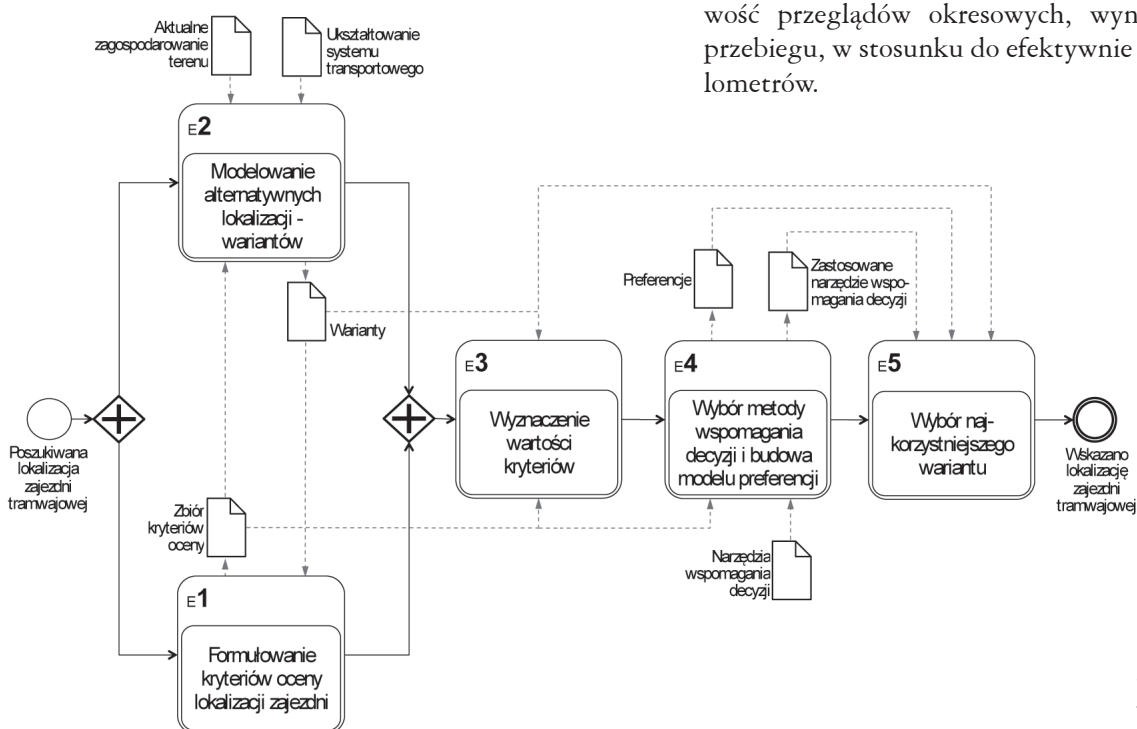 wość przeglądów okresowych, wyn
przebiegu, w stosunku do efektywnie
lometrów.
Aktualne
zagospodarowanie
terenu
Ukształtowanie
systemu
transportowego
E2
Modelowanie
alternatywnych
lokalizacji -
wariantów
Warianty
Preferencje
Zastosowane
narzędzie wspo-
magania decyzji
Poszukiwana
lokalizacja
zajezdni
tramwajowej
E3
Wyznaczenie
wartości
kryteriów
E4
Wybór metody
wspomagania
decyzji i budowa
modelu preferencji
E5
Wybór naj-
korzystniejszego
wariantu
Wskazano
lokalizację
zajezdni
tramwajowej
Zbiór
kryteriów
oceny
Narzędzia
wspomagania
decyzji
E1
Formułowanie
kryteriów oceny
lokalizacji zajezdni